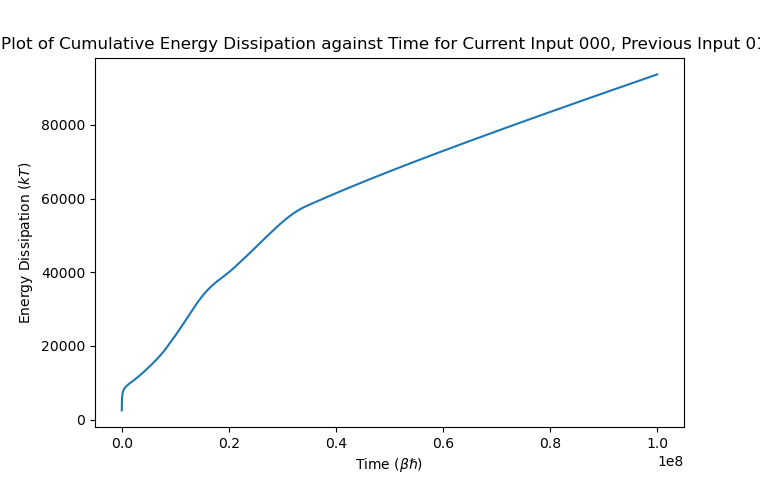 Plot of Cumulative Energy Dissipation against Time for Current Input 000, Previous Input 01
80000
60000
40000
20000
0
Energy Dissipation (kT)
0.0 0.2 0.4 0.6 0.8 1.0
1e8
Time (βħ)